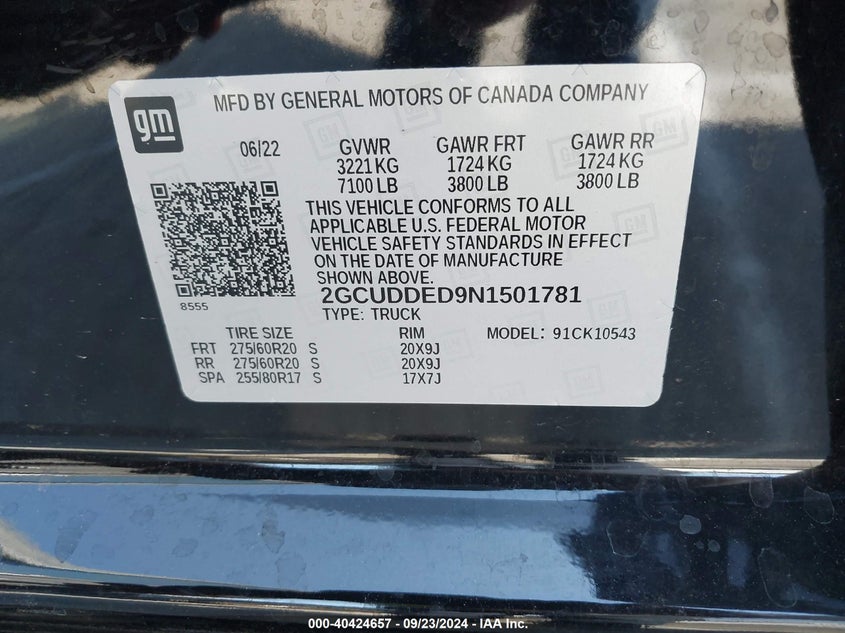 gm
MFD BY GENERAL MOTORS OF CANADA COMPANY
06/22 GVWR GAWR FRT GAWR RR
3221 KG 1724 KG 1724 KG
7100 LB 3800 LB 3800 LB
THIS VEHICLE CONFORMS TO ALL
APPLICABLE U.S. FEDERAL MOTOR
VEHICLE SAFETY STANDARDS IN EFFECT
ON THE DATE OF MANUFACTURE
SHOWN ABOVE.
8555
2GCUDDED9N1501781
TYPE: TRUCK
TIRE SIZE RIM MODEL: 91CK10543
FRT 275/60R20 S 20X9J
RR 275/60R20 S 20X9J
SPA 255/80R17 S 17X7J
000-40424657 - 09/23/2024 - IAA Inc.